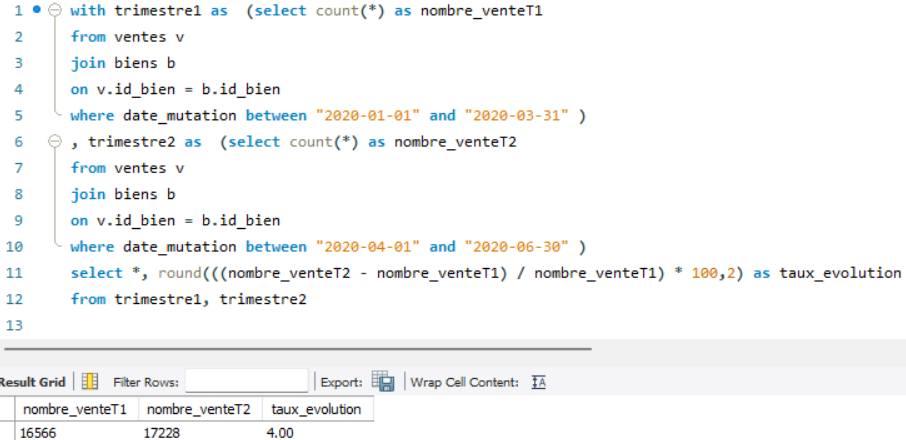 1 with trimestre1 as (select count(*) as nombre_venteT1
2 from ventes v
3 join biens b
4 on v.id_bien = b.id_bien
5 where date_mutation between "2020-01-01" and "2020-03-31" )
6 , trimestre2 as (select count(*) as nombre_venteT2
7 from ventes v
8 join biens b
9 on v.id_bien = b.id_bien
10 where date_mutation between "2020-04-01" and "2020-06-30" )
11 select *, round(((nombre_venteT2 - nombre_venteT1) / nombre_venteT1) * 100,2) as taux_evolution
12 from trimestre1, trimestre2
13
Result Grid Filter Rows: Export: Wrap Cell Content:
nombre_venteT1 nombre_venteT2 taux_evolution
16566 17228 4.00